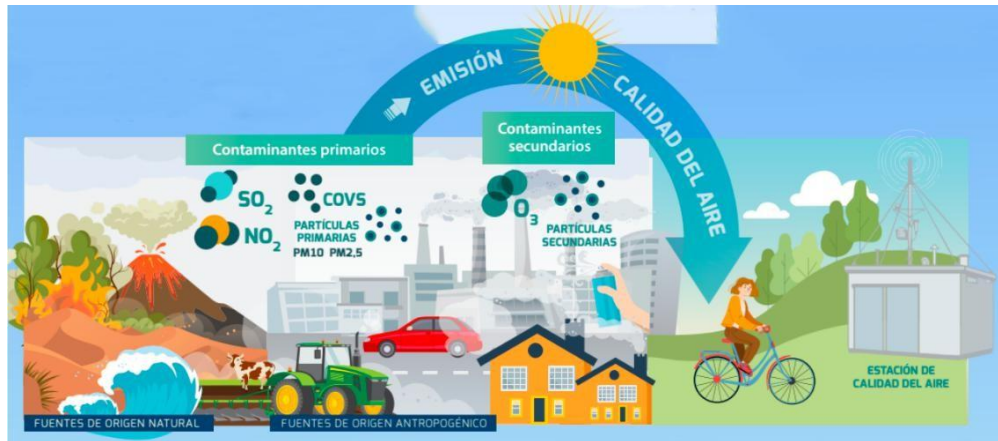 EMISIÓN
CALIDAD DEL AIRE
Contaminantes primarios
SO2
NO2
COVS
PARTÍCULAS
PRIMARIAS
PM10 PM2,5
Contaminantes
secundarios
O3
PARTÍCULAS
SECUNDARIAS
ESTACIÓN DE
CALIDAD DEL AIRE
FUENTES DE ORIGEN NATURAL
FUENTES DE ORIGEN ANTROPOGÉNICO